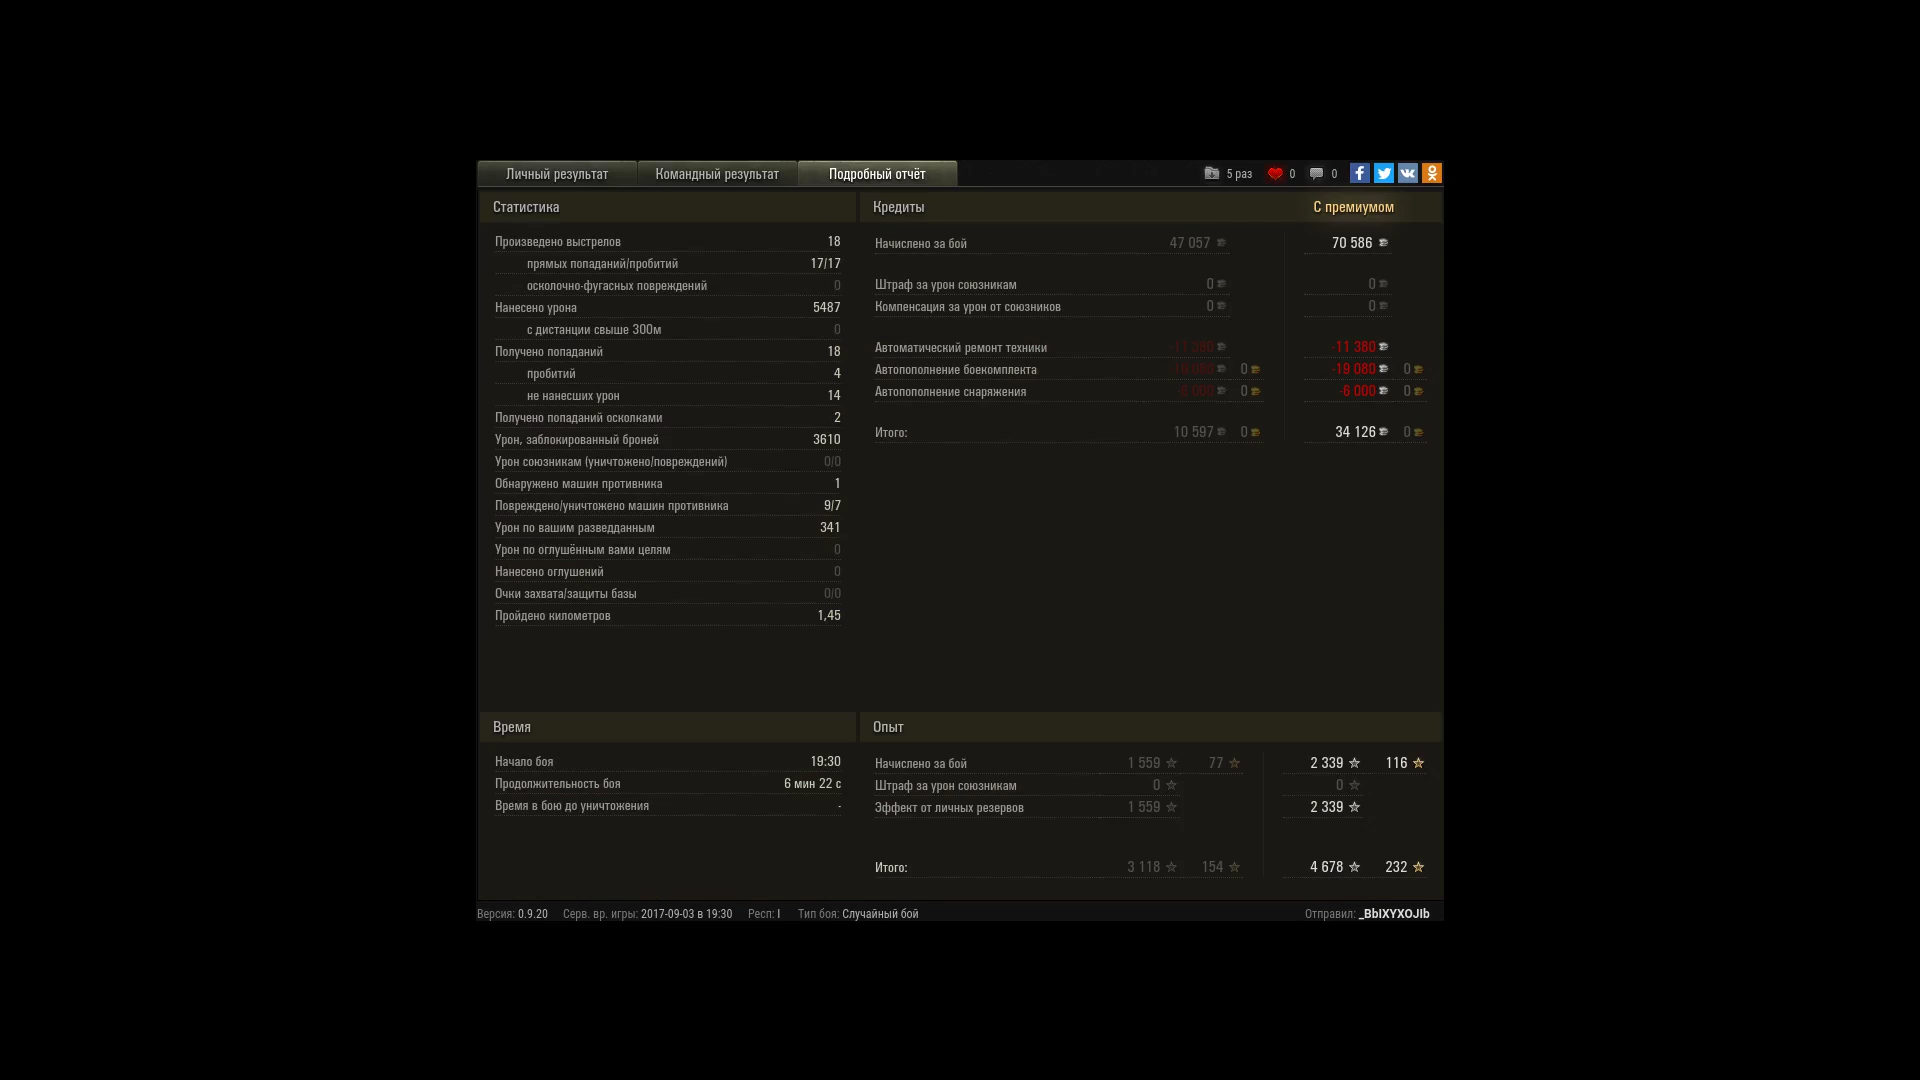 Личный результат Командный результат Подробный отчёт 5 раз 0 0
Статистика
Произведено выстрелов 18
прямых попаданий/пробитий 17/17
осколочно-фугасных повреждений 0
Нанесено урона 5487
с дистанции свыше 300м 0
Получено попаданий 18
пробитий 4
не нанесших урон 14
Получено попаданий осколками 2
Урон, заблокированный броней 3610
Урон союзникам (уничтожено/повреждений) 0/0
Обнаружено машин противника 1
Повреждено/уничтожено машин противника 9/7
Урон по вашим разведданным 341
Урон по оглушённым вами целям 0
Нанесено оглушений 0
Очки захвата/защиты базы 0/0
Пройдено километров 1,45
Кредиты С премиумом
Начислено за бой 47 057 70 586
Штраф за урон союзникам 0 0
Компенсация за урон от союзников 0 0
Автоматический ремонт техники -11 380 -11 380
Автопополнение боекомплекта -19 080 0 -19 080 0
Автопополнение снаряжения -6 000 0 -6 000 0
Итого: 10 597 0 34 126 0
Время
Начало боя 19:30
Продолжительность боя 6 мин 22 с
Время в бою до уничтожения -
Опыт
Начислено за бой 1 559 77 2 339 116
Штраф за урон союзникам 0 0
Эффект от личных резервов 1 559 2 339
Итого: 3 118 154 4 678 232
Версия: 0.9.20 Серв. вр. игры: 2017-09-03 в 19:30 Респ: I Тип боя: Случайный бой Отправил: _BbIXYXOJIb